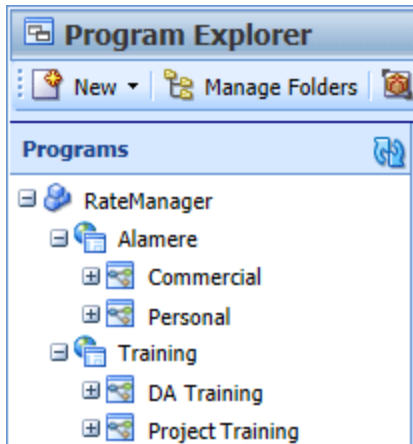 Program Explorer
New Manage Folders
Programs
RateManager
Alamere
Commercial
Personal
Training
DA Training
Project Training